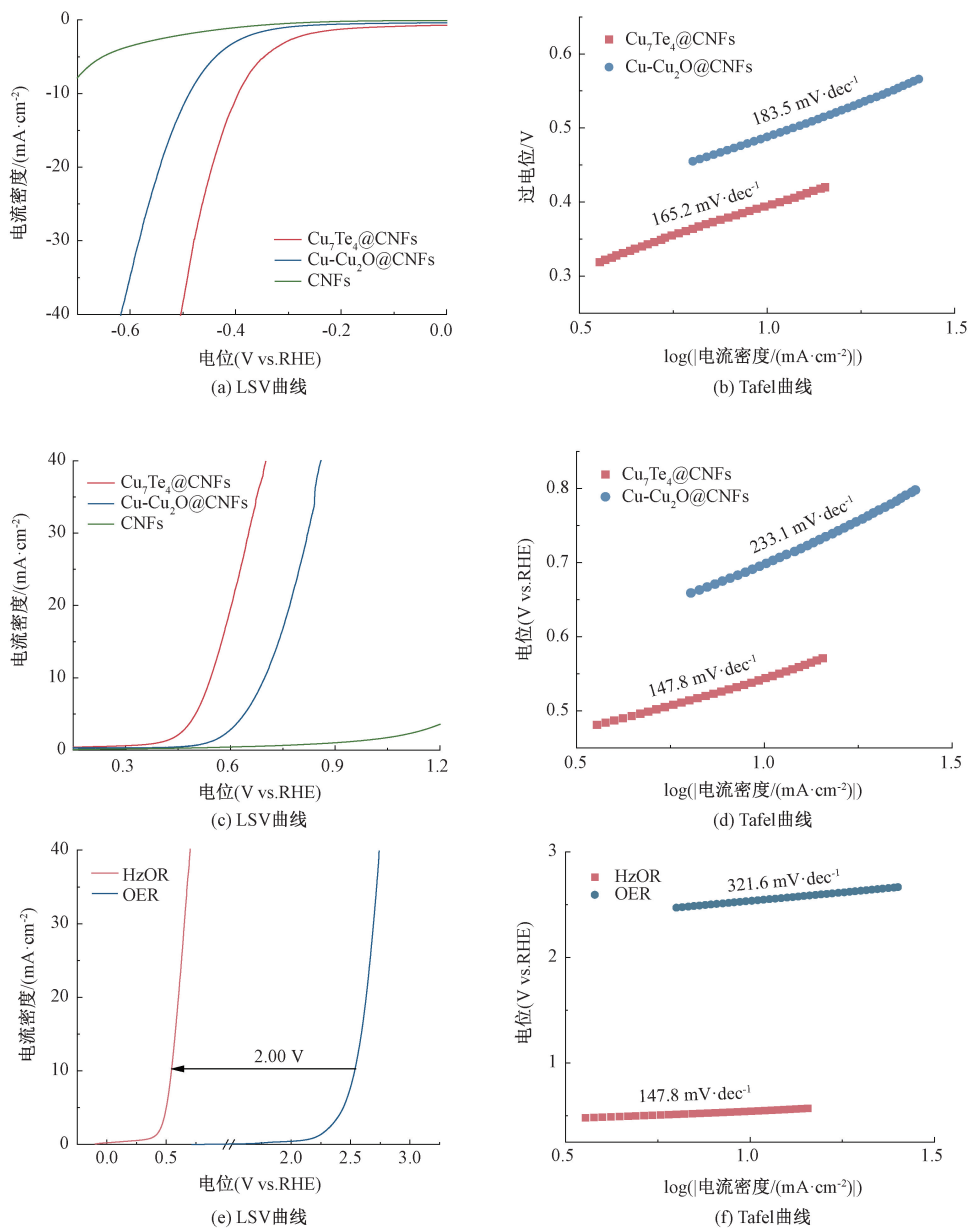 0
-10
-20
-30
-40
电流密度/(mA·cm⁻²)
Cu₇Te₄@CNFs
Cu-Cu₂O@CNFs
CNFs
-0.6
-0.4
-0.2
0.0
电位(V vs.RHE)
(a) LSV曲线
0.6
0.5
0.4
0.3
过电位/V
Cu₇Te₄@CNFs
Cu-Cu₂O@CNFs
183.5 mV·dec⁻¹
165.2 mV·dec⁻¹
0.5
1.0
1.5
log(|电流密度/(mA·cm⁻²)|)
(b) Tafel曲线
40
30
20
10
0
电流密度/(mA·cm⁻²)
Cu₇Te₄@CNFs
Cu-Cu₂O@CNFs
CNFs
0.3
0.6
0.9
1.2
电位(V vs.RHE)
(c) LSV曲线
0.8
0.7
0.6
0.5
电位(V vs.RHE)
Cu₇Te₄@CNFs
Cu-Cu₂O@CNFs
233.1 mV·dec⁻¹
147.8 mV·dec⁻¹
0.5
1.0
1.5
log(|电流密度/(mA·cm⁻²)|)
(d) Tafel曲线
40
30
20
10
0
电流密度/(mA·cm⁻²)
HzOR
OER
2.00 V
0.0
0.5
2.0
2.5
3.0
电位(V vs.RHE)
(e) LSV曲线
3
2
1
电位(V vs.RHE)
HzOR
OER
321.6 mV·dec⁻¹
147.8 mV·dec⁻¹
0.5
1.0
1.5
log(|电流密度/(mA·cm⁻²)|)
(f) Tafel曲线